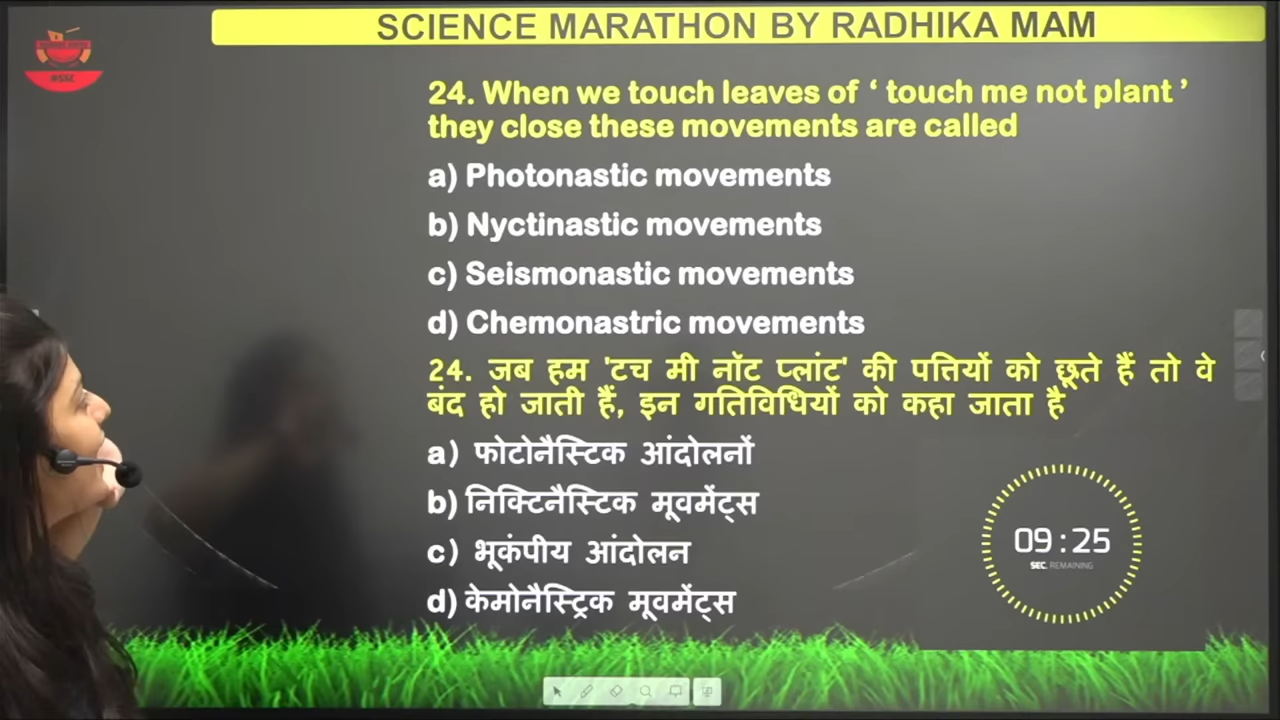 SCIENCE MARATHON BY RADHIKA MAM
24. When we touch leaves of ‘ touch me not plant ’
they close these movements are called
a) Photonastic movements
b) Nyctinastic movements
c) Seismonastic movements
d) Chemonastric movements
24. जब हम 'टच मी नॉट प्लांट' की पत्तियों को छूते हैं तो वे
बंद हो जाती हैं, इन गतिविधियों को कहा जाता है
a) फोटोनैस्टिक आंदोलनों
b) निक्टिनैस्टिक मूवमेंट्स
c) भूकंपीय आंदोलन
d) केमोनैस्ट्रिक मूवमेंट्स
09:25
SEC. REMAINING